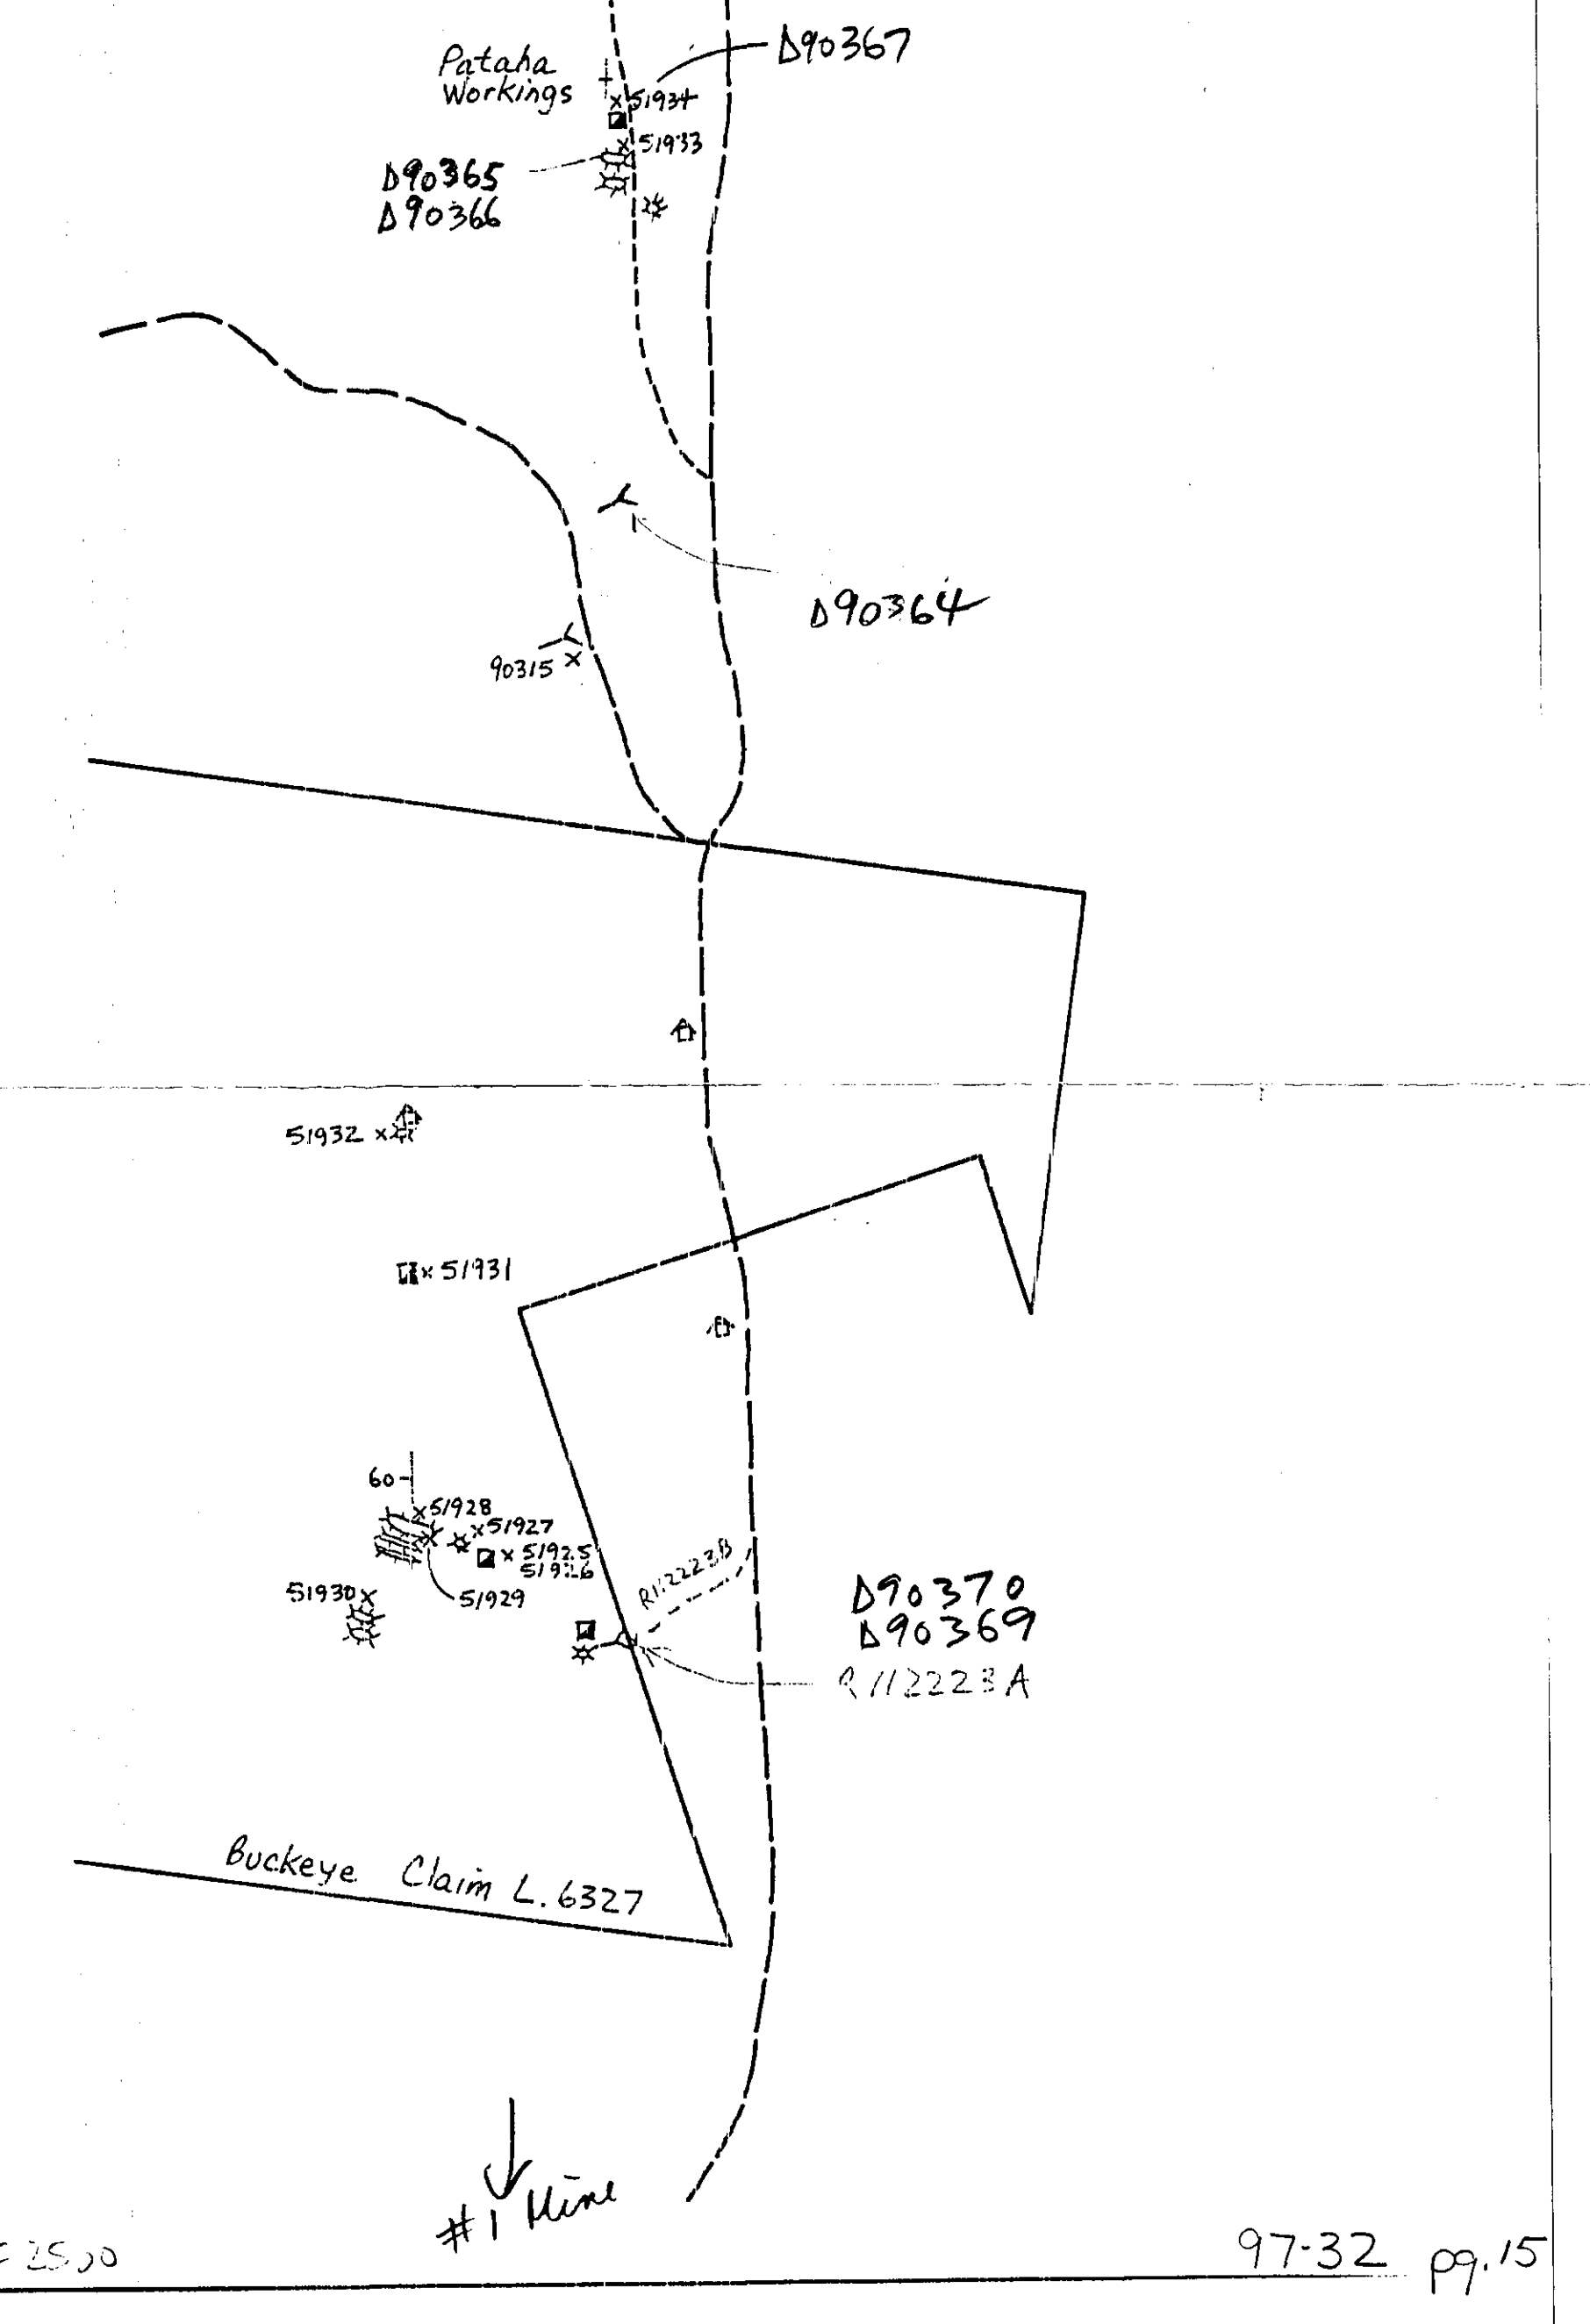 D90367
Pataha
Workings
x 51934
x 51933
D90365
D90366
D90364
90315 x
51932 x
x 51931
60
x 51928
x 51927
x 51925
51926
51929
51930 x
R112223B
D90370
D90369
R112223A
Buckeye Claim L. 6327
#1 Mine
97-32 pg. 15